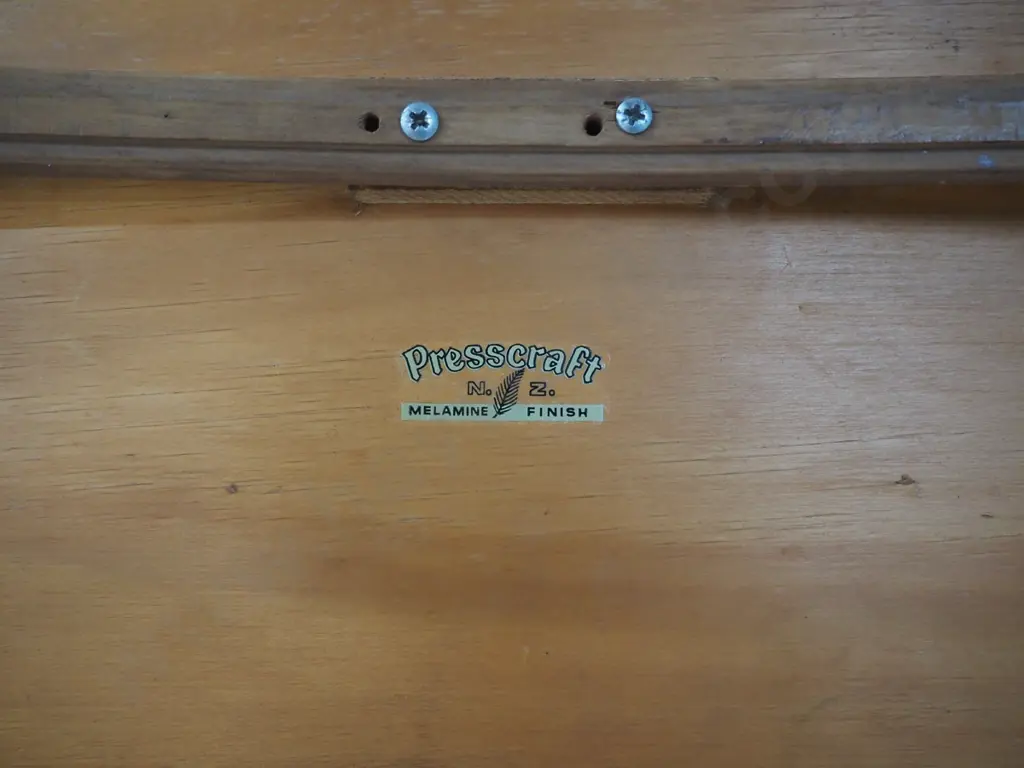 Presscraft
N. Z.
MELAMINE FINISH